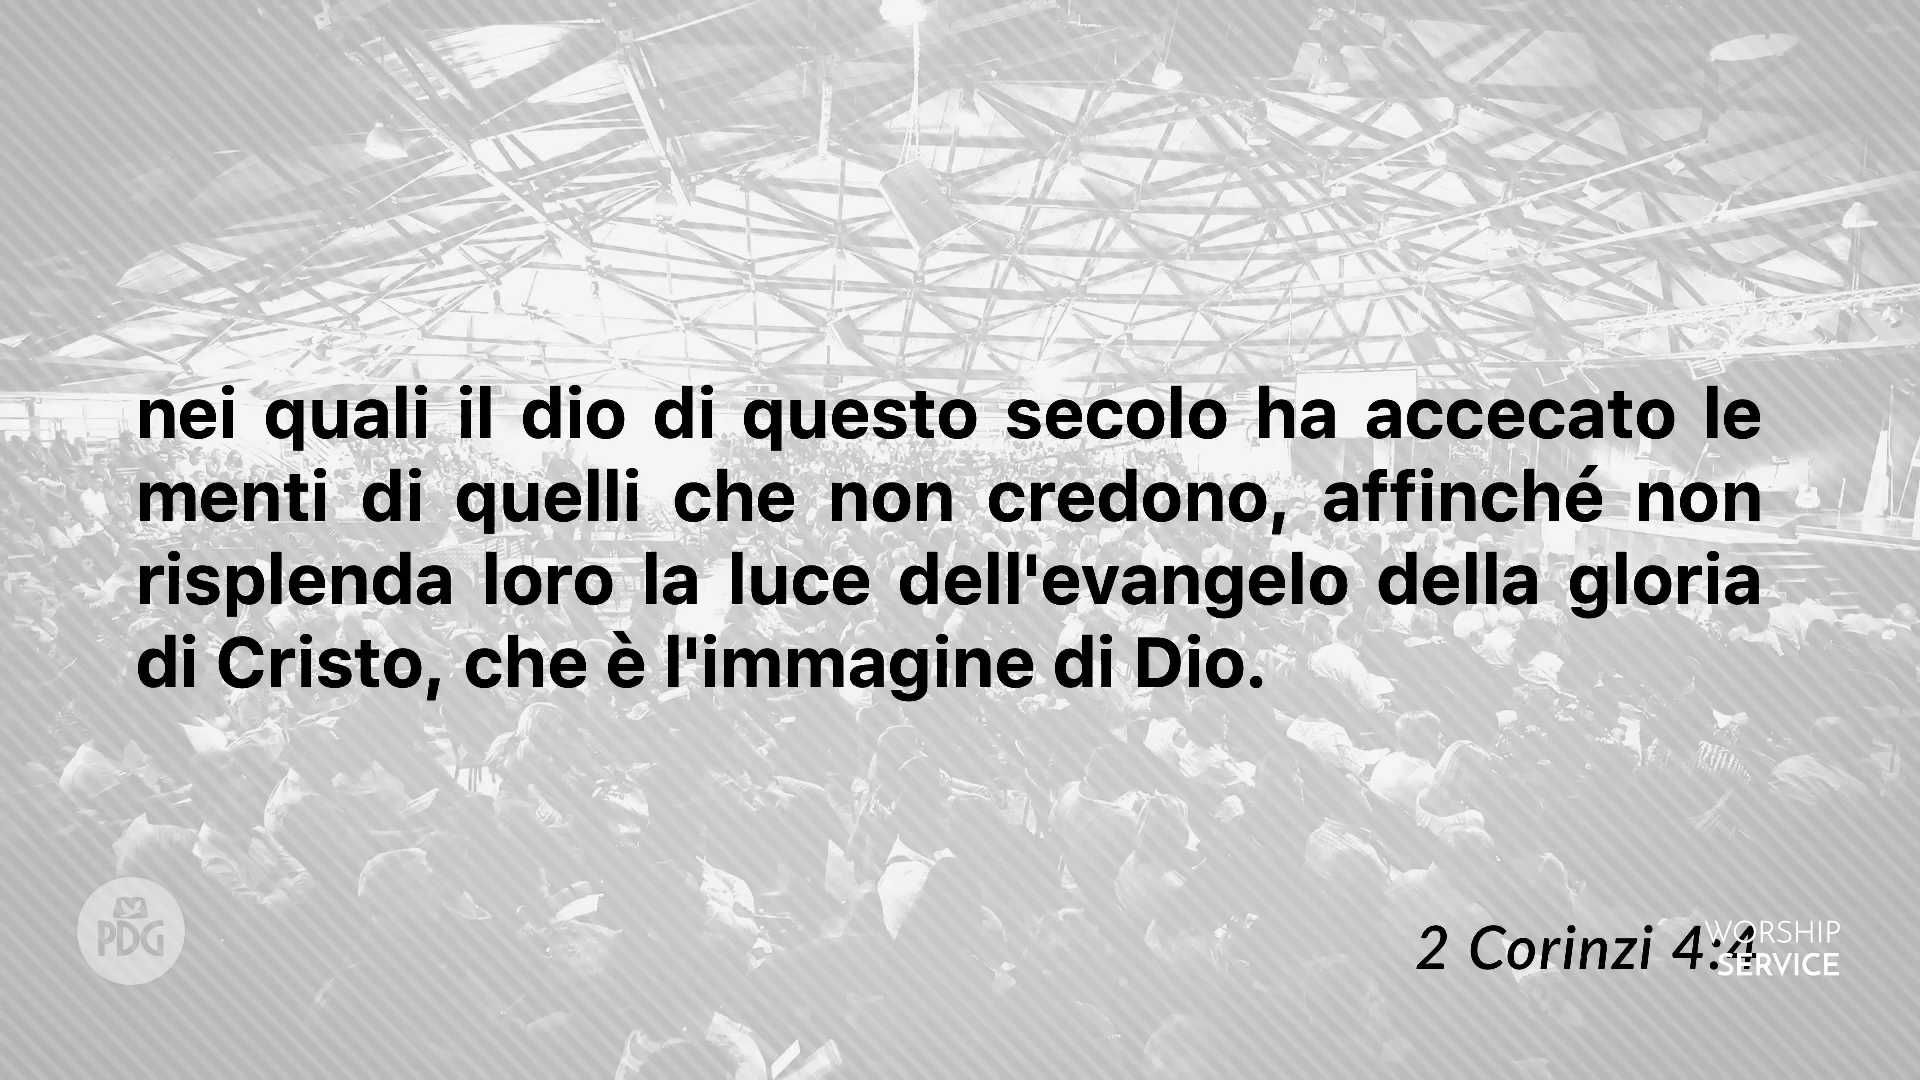 nei quali il dio di questo secolo ha accecato le
menti di quelli che non credono, affinché non
risplenda loro la luce dell'evangelo della gloria
di Cristo, che è l'immagine di Dio.
PDG
2 Corinzi 4:4
WORSHIP
SERVICE